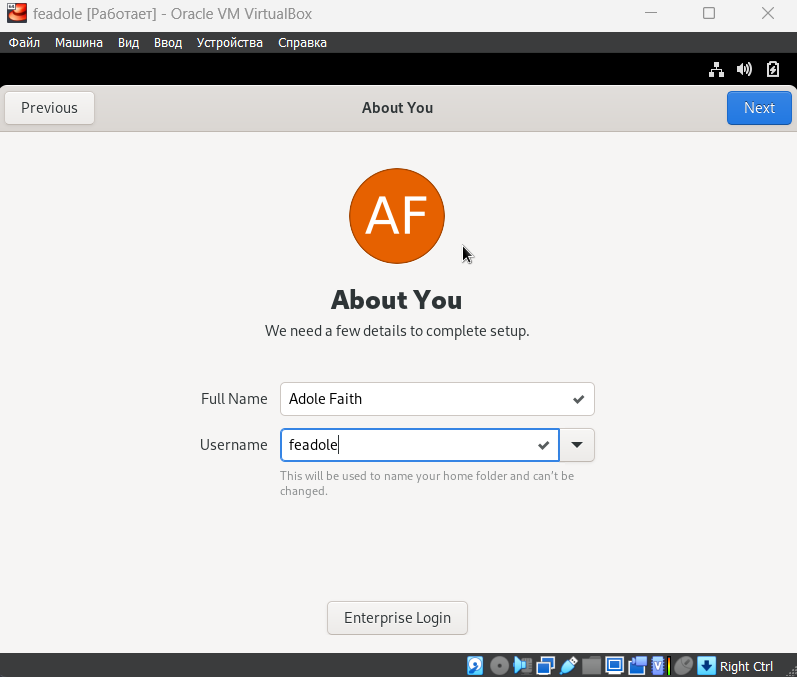 feadole [Работает] - Oracle VM VirtualBox
Файл Машина Вид Ввод Устройства Справка
Previous About You Next
AF
About You
We need a few details to complete setup.
Full Name Adole Faith
Username feadole
This will be used to name your home folder and can’t be
changed.
Enterprise Login
Right Ctrl